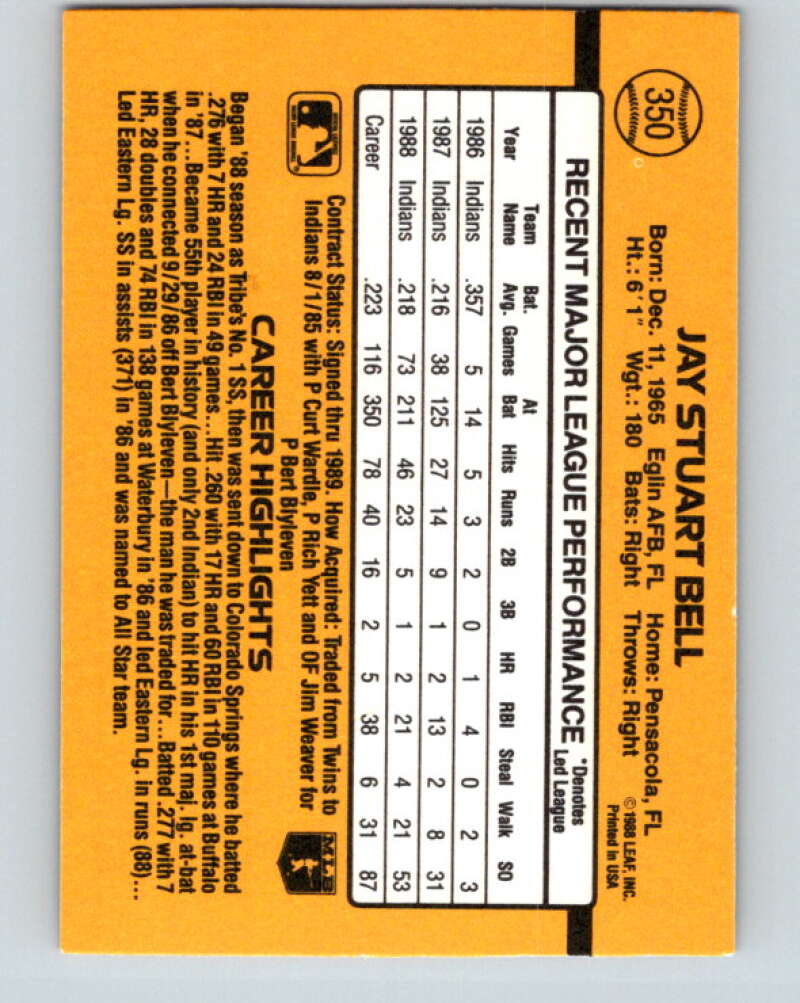 350
JAY STUART BELL
Born: Dec. 11, 1965 Eglin AFB, FL Home: Pensacola, FL
Ht.: 6'1" Wgt.: 180 Bats: Right Throws: Right
©1988 LEAF, INC.
Printed in USA
RECENT MAJOR LEAGUE PERFORMANCE *Denotes Led League
Year Team Name Bat. Avg. Games At Bat Hits Runs 2B 3B HR RBI Steal Walk SO
1986 Indians .357 5 14 5 3 2 0 1 4 0 2 3
1987 Indians .216 38 125 27 14 9 1 2 13 2 8 31
1988 Indians .218 73 211 46 23 5 1 2 21 4 21 53
Career .223 116 350 78 40 16 2 5 38 6 31 87
Contract Status: Signed thru 1989. How Acquired: Traded from Twins to
Indians 8/1/85 with P Curt Wardle, P Rich Yett and OF Jim Weaver for
P Bert Blyleven
MLB
CAREER HIGHLIGHTS
Began '88 season as Tribe's No. 1 SS, then was sent down to Colorado Springs where he batted
.276 with 7 HR and 24 RBI in 49 games...Hit .260 with 17 HR and 60 RBI in 110 games at Buffalo
in '87...Became 55th player in history (and only 2nd Indian) to hit HR in his 1st maj. lg. at-bat
when he connected 9/29/86 off Bert Blyleven—the man he was traded for...Batted .277 with 7
HR, 28 doubles and 74 RBI in 138 games at Waterbury in '86 and led Eastern Lg. in runs (88)...
Led Eastern Lg. SS in assists (371) in '86 and was named to All Star team.